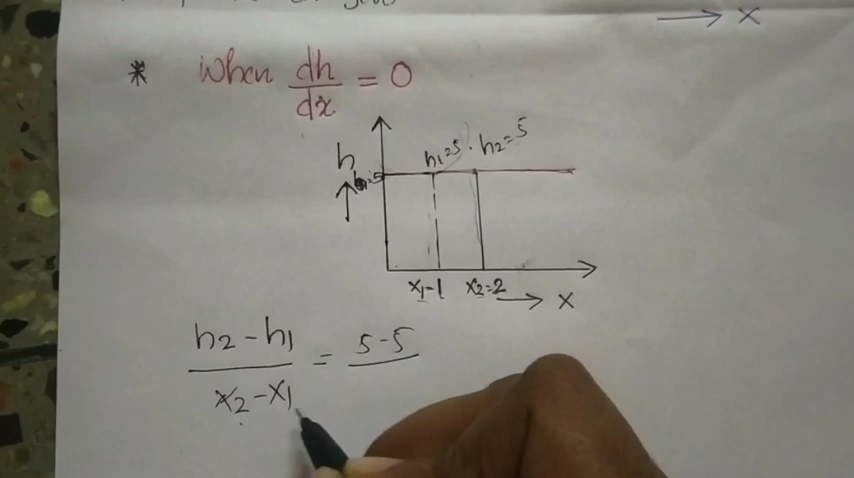 → X
* When dh/dx = 0
h₁=5 . h₂=5
h
h=5
x₁-1 x₂=2
→ x
h₂-h₁ = 5-5
x₂-x₁